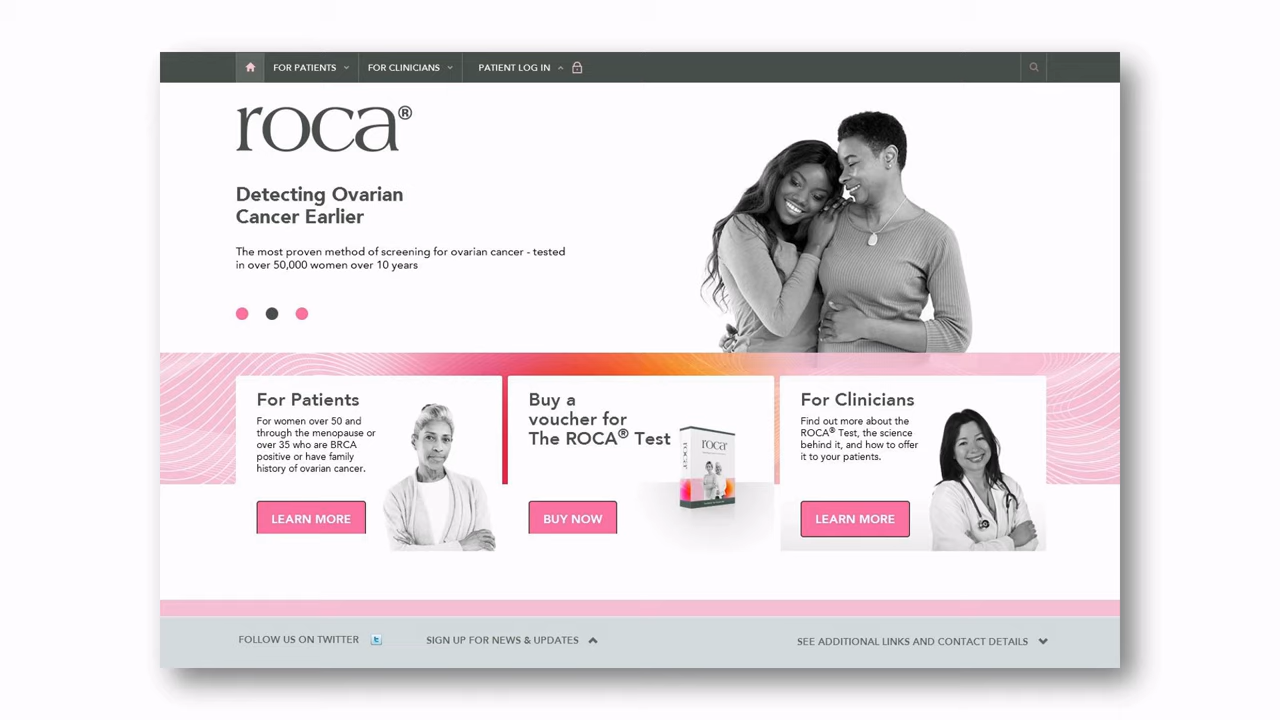 FOR PATIENTS
FOR CLINICIANS
PATIENT LOG IN
roca®
Detecting Ovarian
Cancer Earlier
The most proven method of screening for ovarian cancer - tested
in over 50,000 women over 10 years
For Patients
For women over 50 and
through the menopause or
over 35 who are BRCA
positive or have family
history of ovarian cancer.
LEARN MORE
Buy a
voucher for
The ROCA® Test
roca
roca
BUY NOW
For Clinicians
Find out more about the
ROCA® Test, the science
behind it, and how to offer
it to your patients.
LEARN MORE
FOLLOW US ON TWITTER
SIGN UP FOR NEWS & UPDATES
SEE ADDITIONAL LINKS AND CONTACT DETAILS